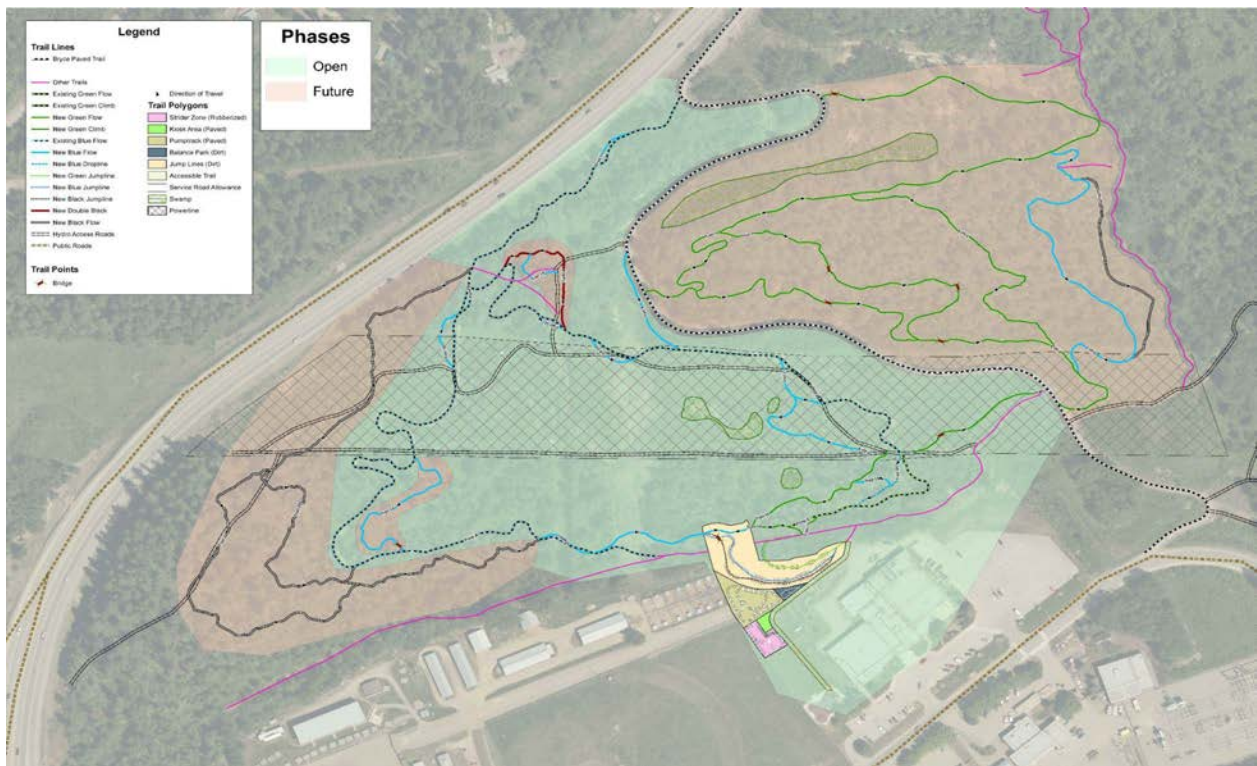 Legend
Trail Lines
Bryce Paved Trail
Other Trails
Existing Green Flow
Existing Green Climb
New Green Flow
New Green Climb
Existing Blue Flow
New Blue Flow
New Blue Dropline
New Green Jumpline
New Blue Jumpline
New Black Jumpline
New Double Black
New Black Flow
Hydro Access Roads
Public Roads
Trail Points
Bridge
Direction of Travel
Trail Polygons
Strider Zone (Rubberized)
Kiosk Area (Paved)
Pumptrack (Paved)
Balance Park (Dirt)
Jump Lines (Dirt)
Accessible Trail
Service Road Allowance
Swamp
Powerline
Phases
Open
Future